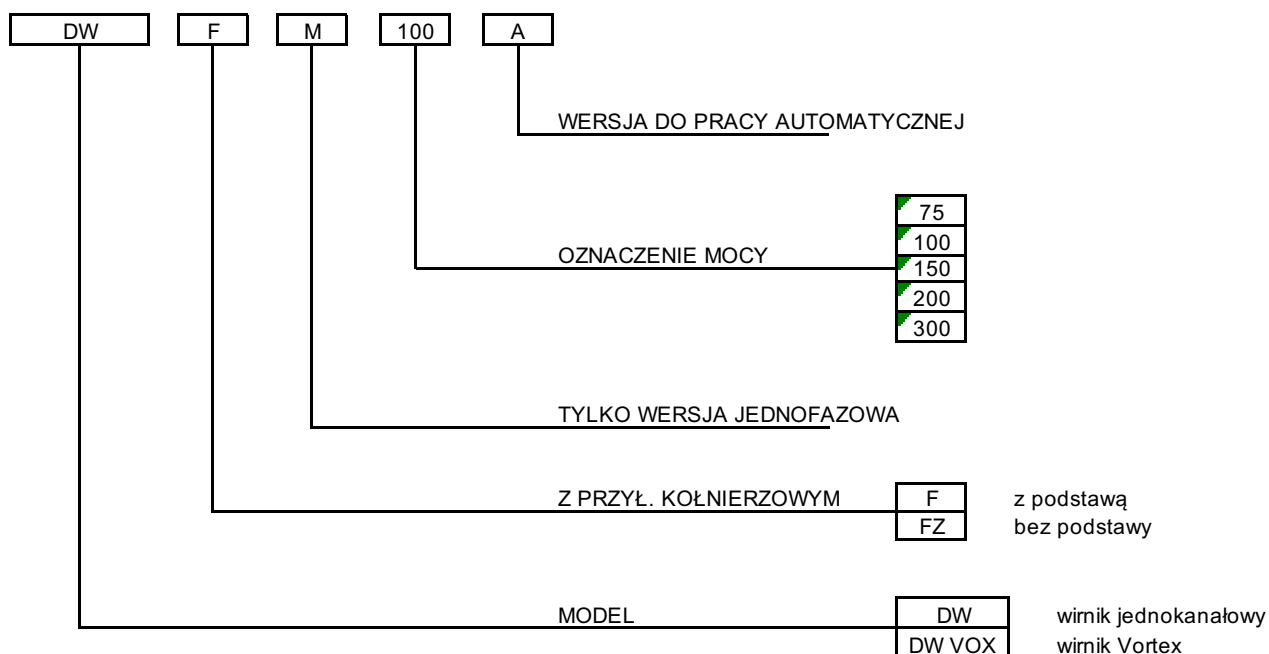 DW F M 100 A
WERSJA DO PRACY AUTOMATYCZNEJ
75
100
OZNACZENIE MOCY
150
200
300
TYLKO WERSJA JEDNOFAZOWA
Z PRZYŁ. KOŁNIERZOWYM F z podstawą
FZ bez podstawy
MODEL DW wirnik jednokanałowy
DW VOX wirnik Vortex